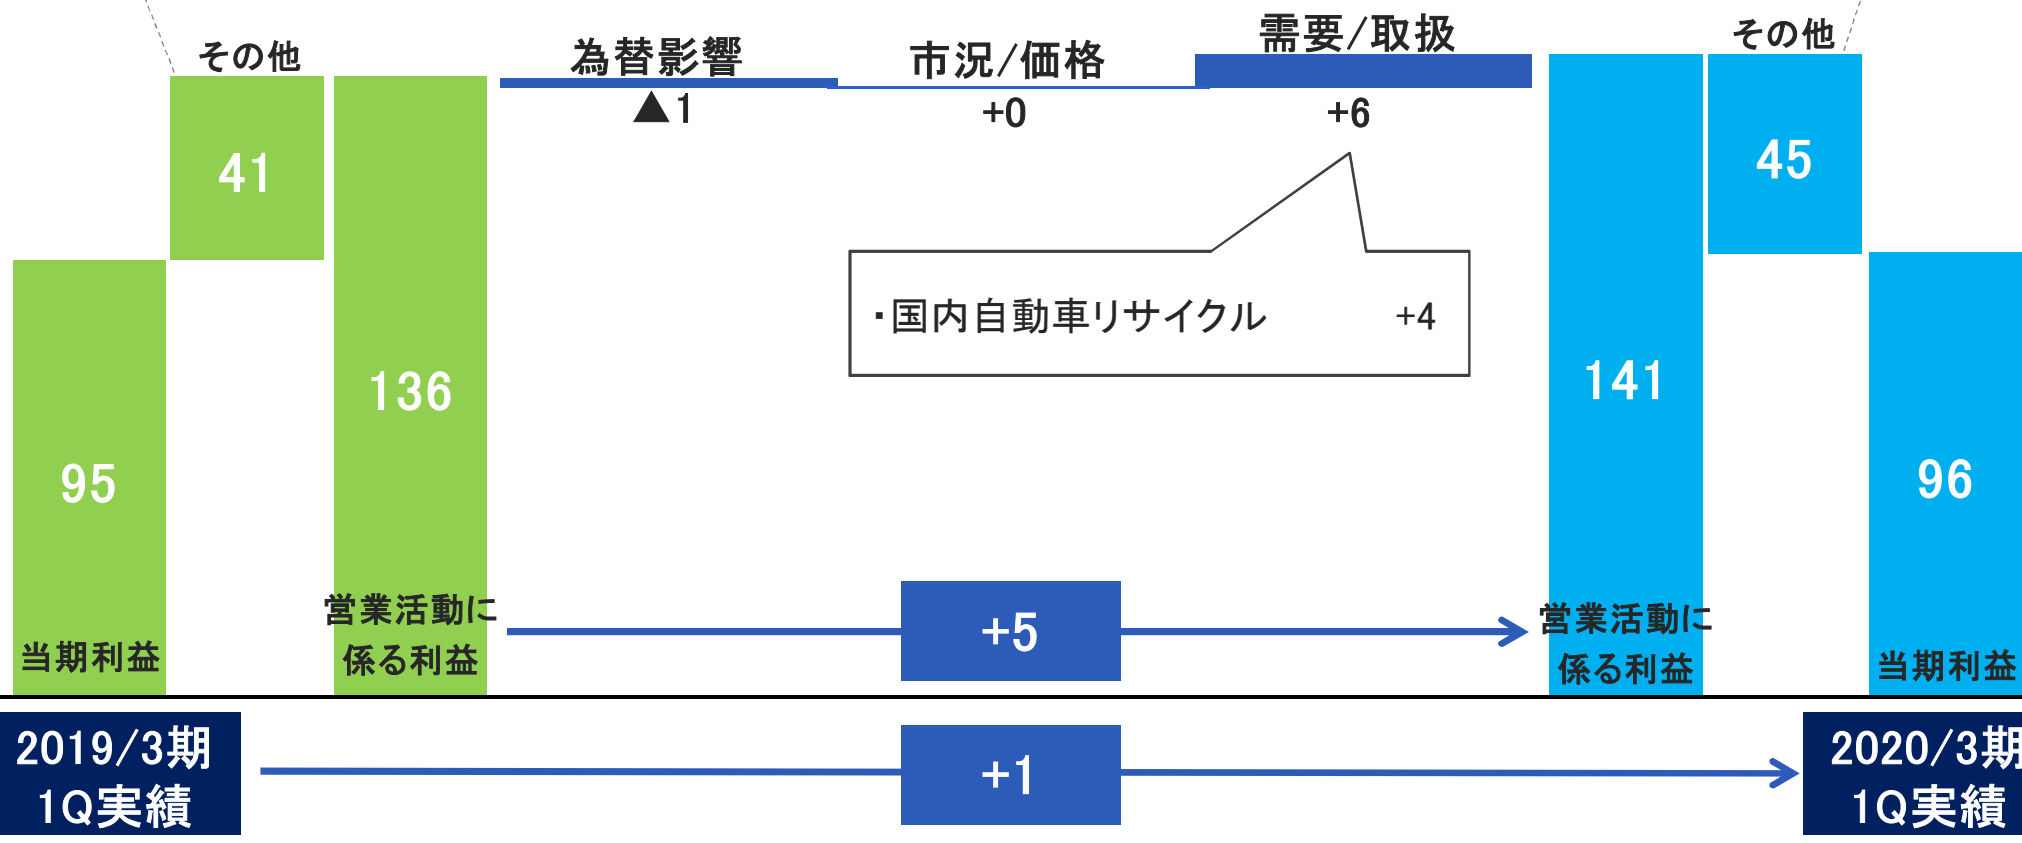 その他
為替影響
市況/価格
需要/取扱
その他
▲1
+0
+6
41
45
・国内自動車リサイクル +4
136
141
95
96
営業活動に
係る利益
当期利益
+5
営業活動に
係る利益
当期利益
2019/3期
1Q実績
+1
2020/3期
1Q実績